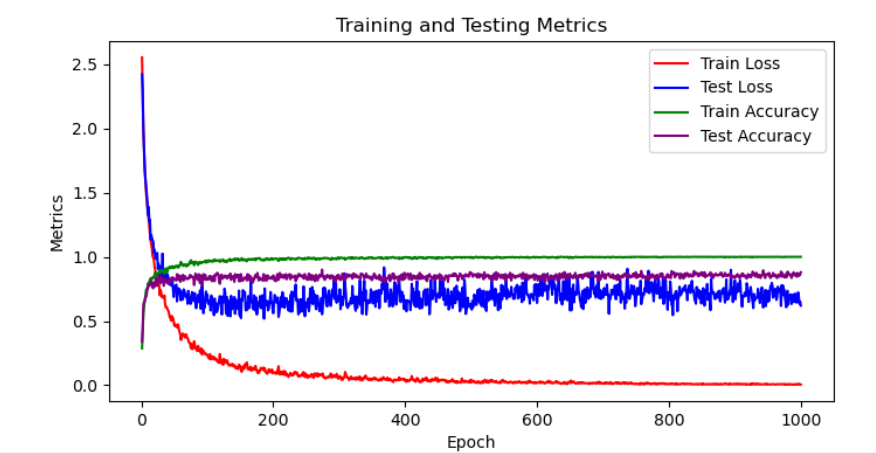 Training and Testing Metrics
Train Loss
Test Loss
Train Accuracy
Test Accuracy
Metrics
2.5
2.0
1.5
1.0
0.5
0.0
0 200 400 600 800 1000
Epoch